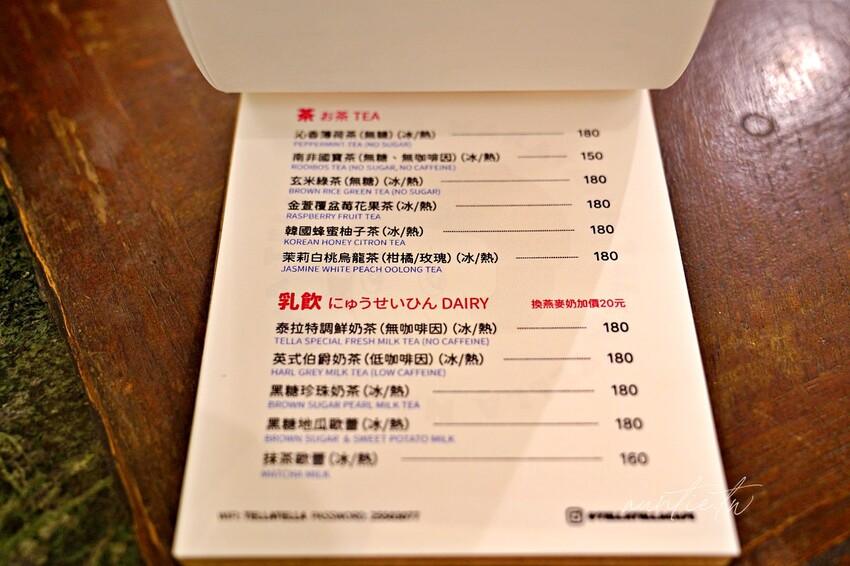 茶 お茶 TEA
沁香薄荷茶(無糖)(冰/熱) 180
PEPPERMINT TEA (NO SUGAR)
南非國寶茶(無糖、無咖啡因)(冰/熱) 150
ROOIBOS TEA (NO SUGAR, NO CAFFEINE)
玄米綠茶(無糖)(冰/熱) 180
BROWN RICE GREEN TEA (NO SUGAR)
金萱覆盆莓花果茶(冰/熱) 180
RASPBERRY FRUIT TEA
韓國蜂蜜柚子茶(冰/熱) 180
KOREAN HONEY CITRON TEA
茉莉白桃烏龍茶(柑橘/玫瑰)(冰/熱) 180
JASMINE WHITE PEACH OOLONG TEA
乳飲 にゅうせいひん DAIRY 換燕麥奶加價20元
泰拉特調鮮奶茶(無咖啡因)(冰/熱) 180
TELLA SPECIAL FRESH MILK TEA (NO CAFFEINE)
英式伯爵奶茶(低咖啡因)(冰/熱) 180
HARL GREY MILK TEA (LOW CAFFEINE)
黑糖珍珠奶茶(冰/熱) 180
BROWN SUGAR PEARL MILK TEA
黑糖地瓜歐蕾(冰/熱) 180
BROWN SUGAR & SWEET POTATO MILK
抹茶歐蕾(冰/熱) 160
MATCHA MILK
WIFI TELLATELLA PASSWORD